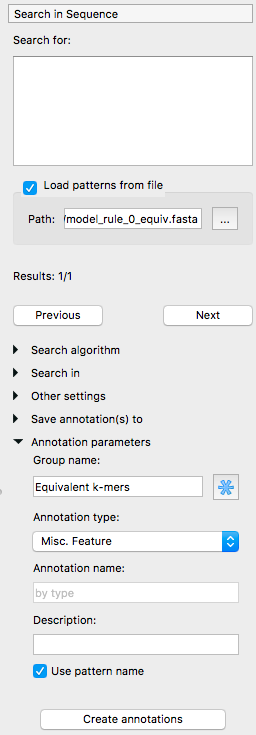 Search in Sequence
Search for:
Load patterns from file
Path: /model_rule_0_equiv.fasta ...
Results: 1/1
Previous Next
Search algorithm
Search in
Other settings
Save annotation(s) to
Annotation parameters
Group name:
Equivalent k-mers
Annotation type:
Misc. Feature
Annotation name:
by type
Description:
Use pattern name
Create annotations